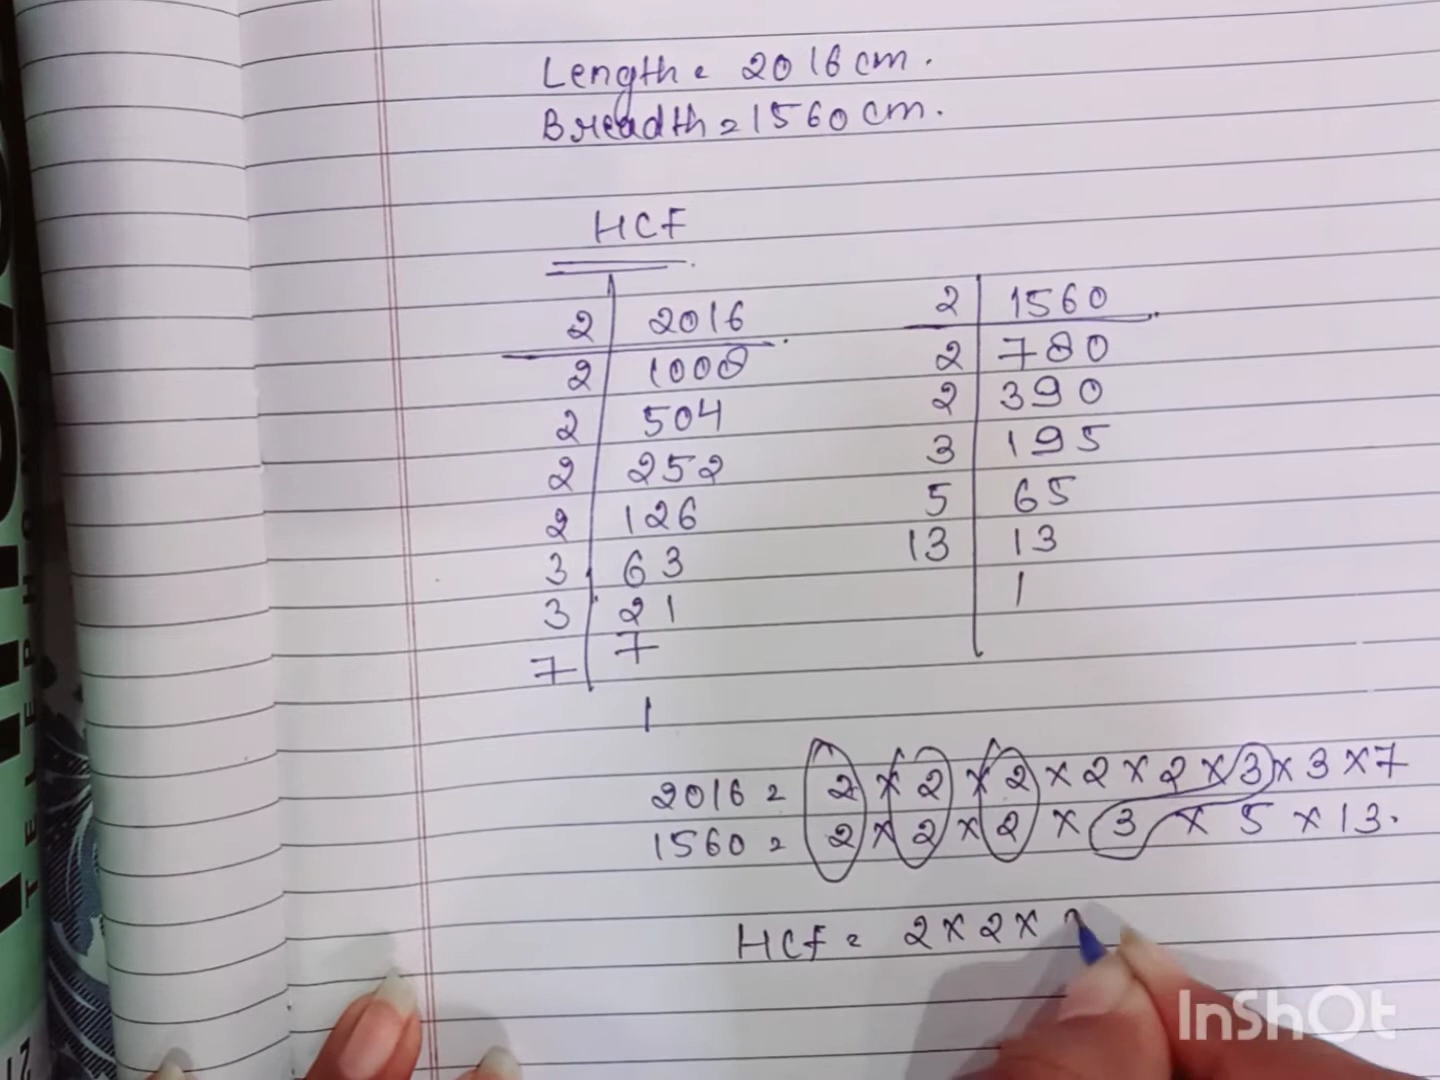 Length = 2016 cm.
Breadth = 1560 cm.
HCF
2 | 2016
2 | 1008
2 | 504
2 | 252
2 | 126
3 | 63
3 | 21
7 | 7
1
2 | 1560
2 | 780
2 | 390
3 | 195
5 | 65
13 | 13
1
2016 = 2 × 2 × 2 × 2 × 2 × 3 × 3 × 7
1560 = 2 × 2 × 2 × 3 × 5 × 13.
HCF = 2 × 2 ×
InShOt